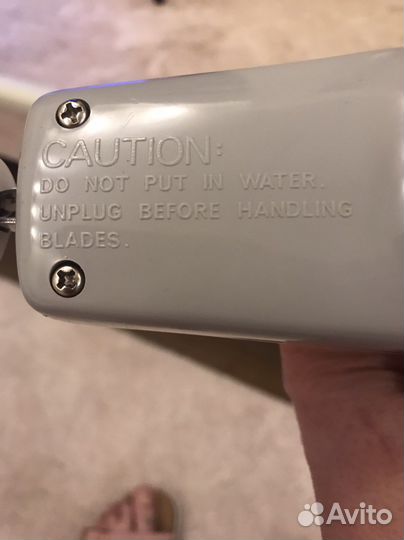 CAUTION:
DO NOT PUT IN WATER.
UNPLUG BEFORE HANDLING
BLADES.
Avito